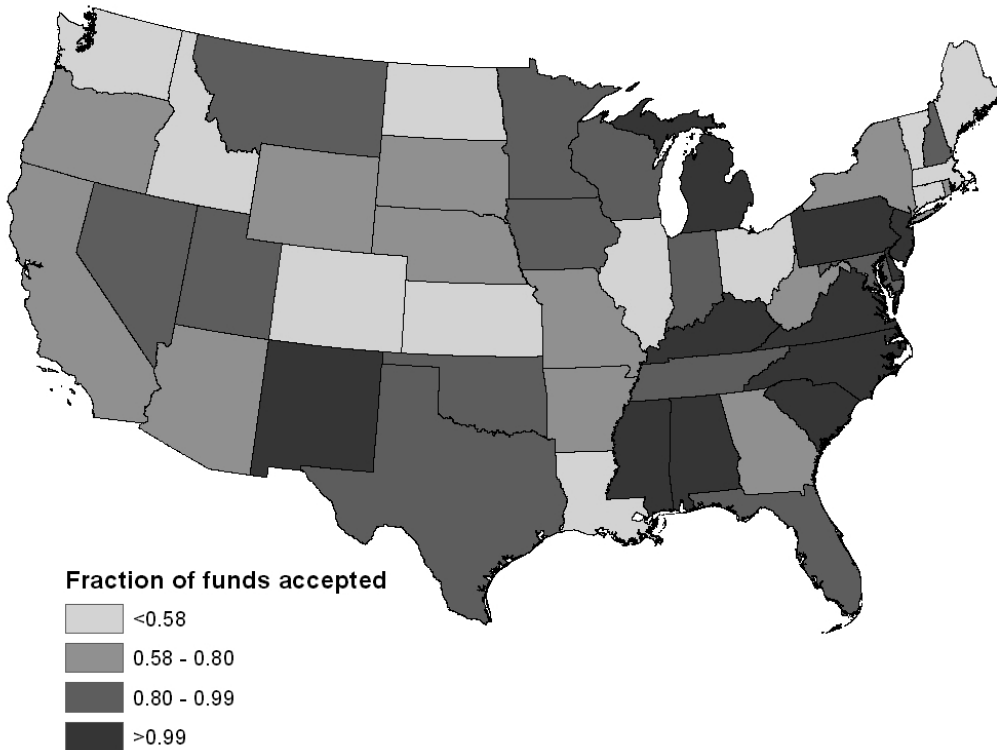 Fraction of funds accepted
<0.58
0.58 - 0.80
0.80 - 0.99
>0.99